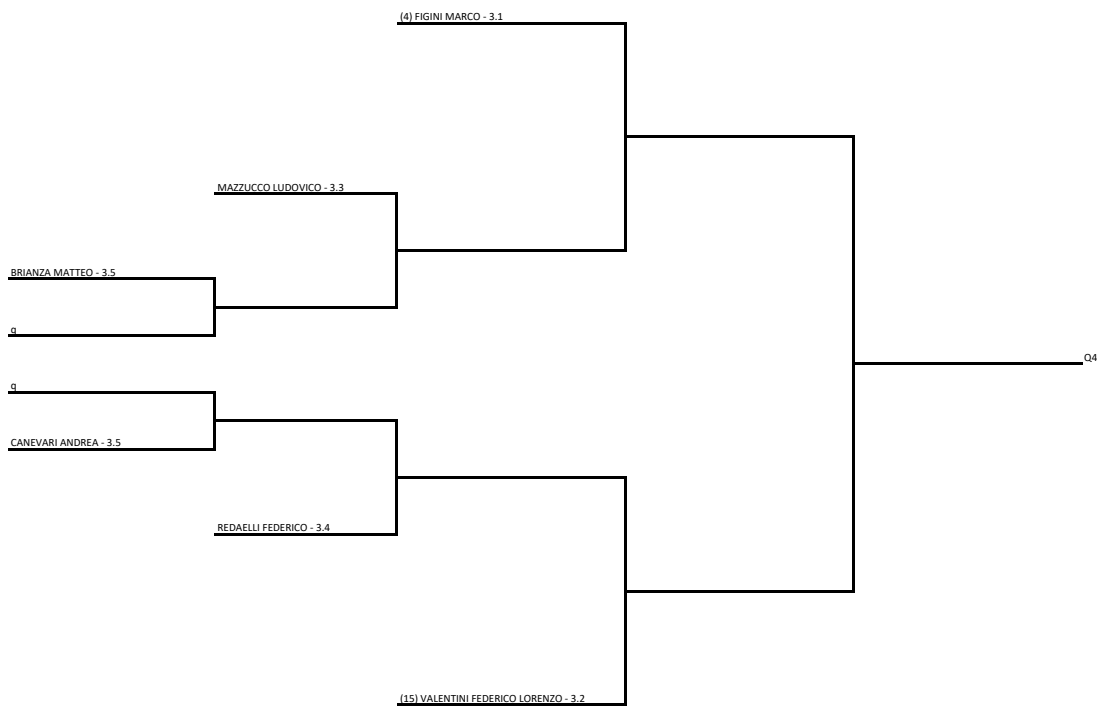 (4) FIGINI MARCO - 3.1
MAZZUCCO LUDOVICO - 3.3
BRIANZA MATTEO - 3.5
q
Q4
q
CANEVARI ANDREA - 3.5
REDAELLI FEDERICO - 3.4
(15) VALENTINI FEDERICO LORENZO - 3.2